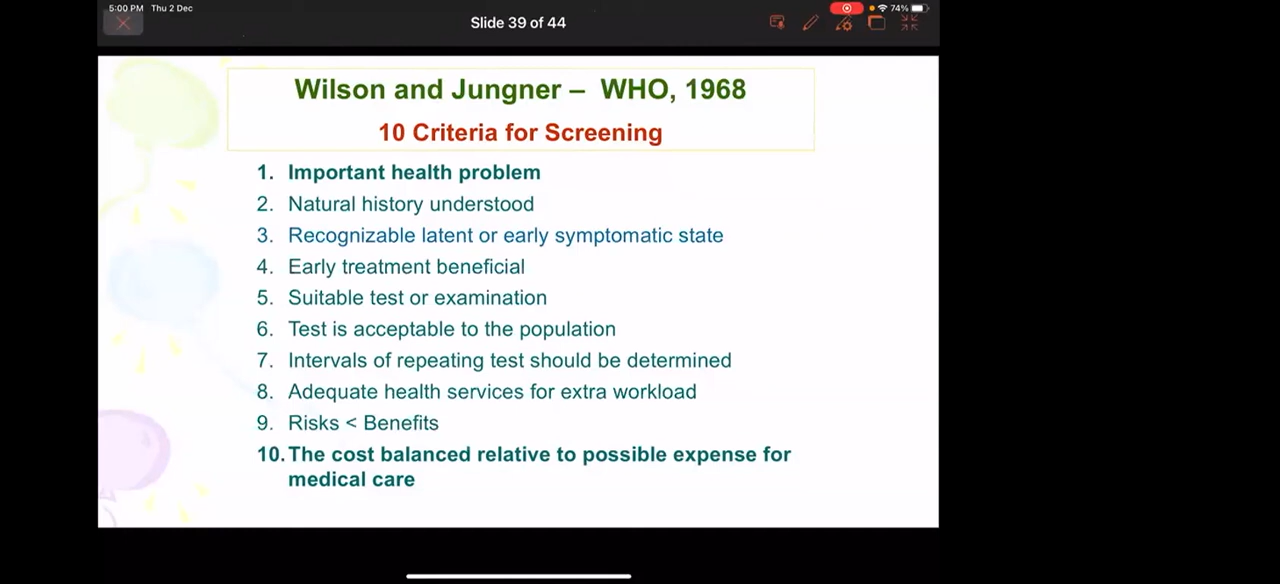 5:00 PM Thu 2 Dec
Slide 39 of 44
74%
Wilson and Jungner – WHO, 1968
10 Criteria for Screening
1. Important health problem
2. Natural history understood
3. Recognizable latent or early symptomatic state
4. Early treatment beneficial
5. Suitable test or examination
6. Test is acceptable to the population
7. Intervals of repeating test should be determined
8. Adequate health services for extra workload
9. Risks < Benefits
10. The cost balanced relative to possible expense for
medical care